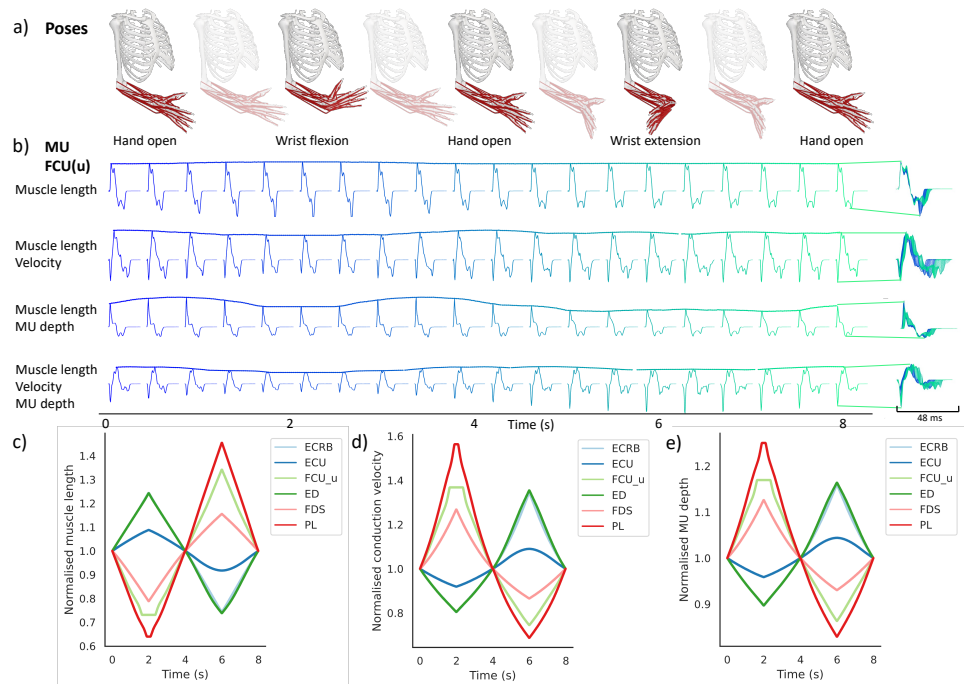 a) Poses
Hand open Wrist flexion Hand open Wrist extension Hand open
b) MU
FCU(u)
Muscle length
Muscle length
Velocity
Muscle length
MU depth
Muscle length
Velocity
MU depth
48 ms
0 2 4 Time (s) 6 8
c)
Normalised muscle length
1.4
1.3
1.2
1.1
1.0
0.9
0.8
0.7
0.6
0 2 4 6 8
Time (s)
ECRB
ECU
FCU_u
ED
FDS
PL
d)
Normalised conduction velocity
1.6
1.4
1.2
1.0
0.8
0 2 4 6 8
Time (s)
ECRB
ECU
FCU_u
ED
FDS
PL
e)
Normalised MU depth
1.2
1.1
1.0
0.9
0 2 4 6 8
Time (s)
ECRB
ECU
FCU_u
ED
FDS
PL